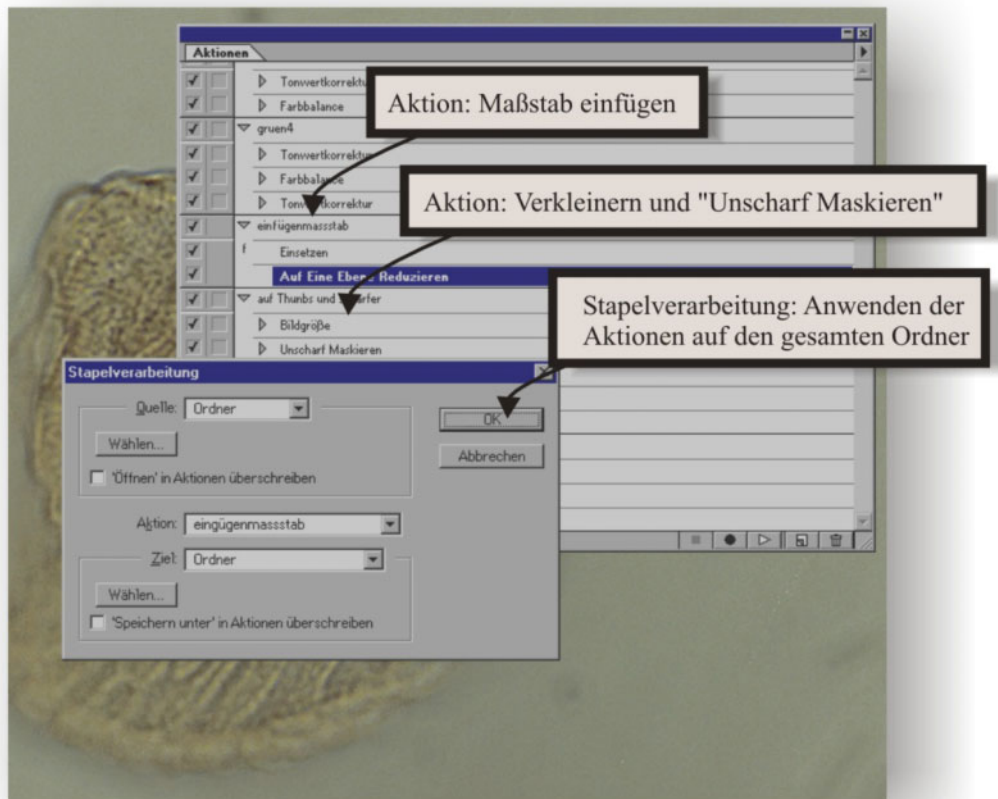 Aktionen
Tonwertkorrektu
Farbbalance
Aktion: Maßstab einfügen
gruen4
Tonwertkorrektur
Farbbalance
Tonwertkorrektur
Aktion: Verkleinern und "Unscharf Maskieren"
einfügenmassstab
Einsetzen
Auf Eine Ebene Reduzieren
auf Thunbs und
Bildgröße
Unscharf Maskieren
Stapelverarbeitung: Anwenden der
Aktionen auf den gesamten Ordner
Stapelverarbeitung
Quelle: Ordner
OK
Wählen...
Abbrechen
'Öffnen' in Aktionen überschreiben
Aktion: eingügenmassstab
Ziel: Ordner
Wählen...
'Speichern unter' in Aktionen überschreiben